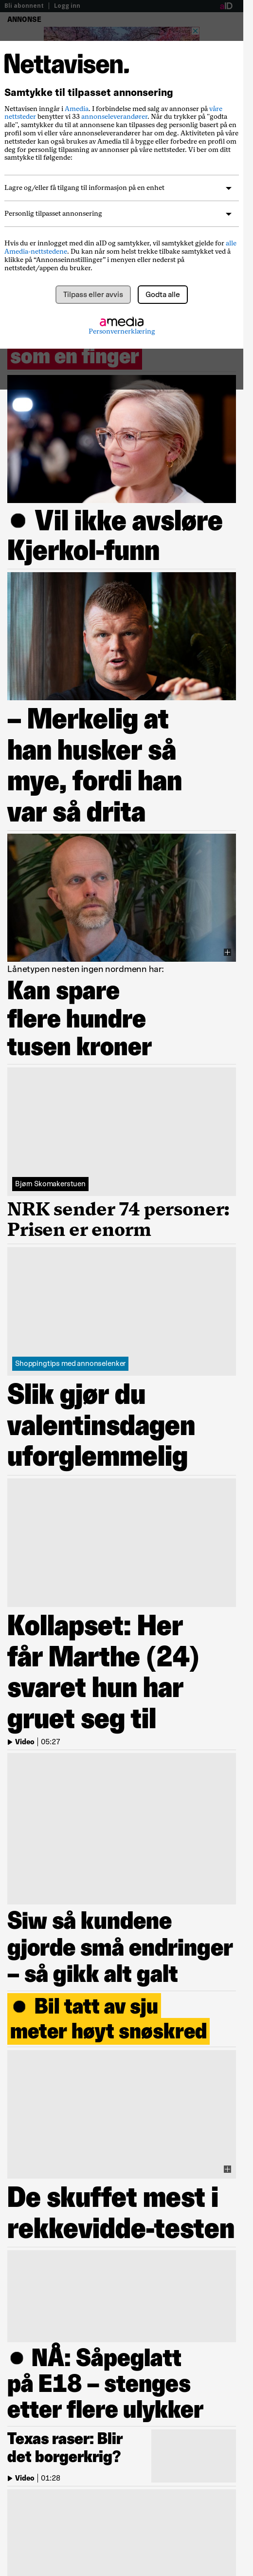 Bli abonnent | Logg inn aID
ANNONSE
Nettavisen.
Samtykke til tilpasset annonsering
Nettavisen inngår i Amedia. I forbindelse med salg av annonser på våre
nettsteder benytter vi 33 annonseleverandører. Når du trykker på "godta
alle", samtykker du til at annonsene kan tilpasses deg personlig basert på en
profil som vi eller våre annonseleverandører har om deg. Aktiviteten på våre
nettsteder kan også brukes av Amedia til å bygge eller forbedre en profil om
deg for personlig tilpasning av annonser på våre nettsteder. Vi ber om ditt
samtykke til følgende:
Lagre og/eller få tilgang til informasjon på en enhet
Personlig tilpasset annonsering
Hvis du er innlogget med din aID og samtykker, vil samtykket gjelde for alle
Amedia-nettstedene. Du kan når som helst trekke tilbake samtykket ved å
klikke på “Annonseinnstillinger” i menyen eller nederst på
nettstedet/appen du bruker.
Tilpass eller avvis Godta alle
amedia
Personvernerklæring
som en finger
● Vil ikke avsløre
Kjerkol-funn
– Merkelig at
han husker så
mye, fordi han
var så drita
Lånetypen nesten ingen nordmenn har:
Kan spare
flere hundre
tusen kroner
Bjørn Skomakerstuen
NRK sender 74 personer:
Prisen er enorm
Shoppingtips med annonselenker
Slik gjør du
valentinsdagen
uforglemmelig
Kollapset: Her
får Marthe (24)
svaret hun har
gruet seg til
Video | 05:27
Siw så kundene
gjorde små endringer
– så gikk alt galt
● Bil tatt av sju
meter høyt snøskred
De skuffet mest i
rekkevidde-testen
● NÅ: Såpeglatt
på E18 – stenges
etter flere ulykker
Texas raser: Blir
det borgerkrig?
Video | 01:28